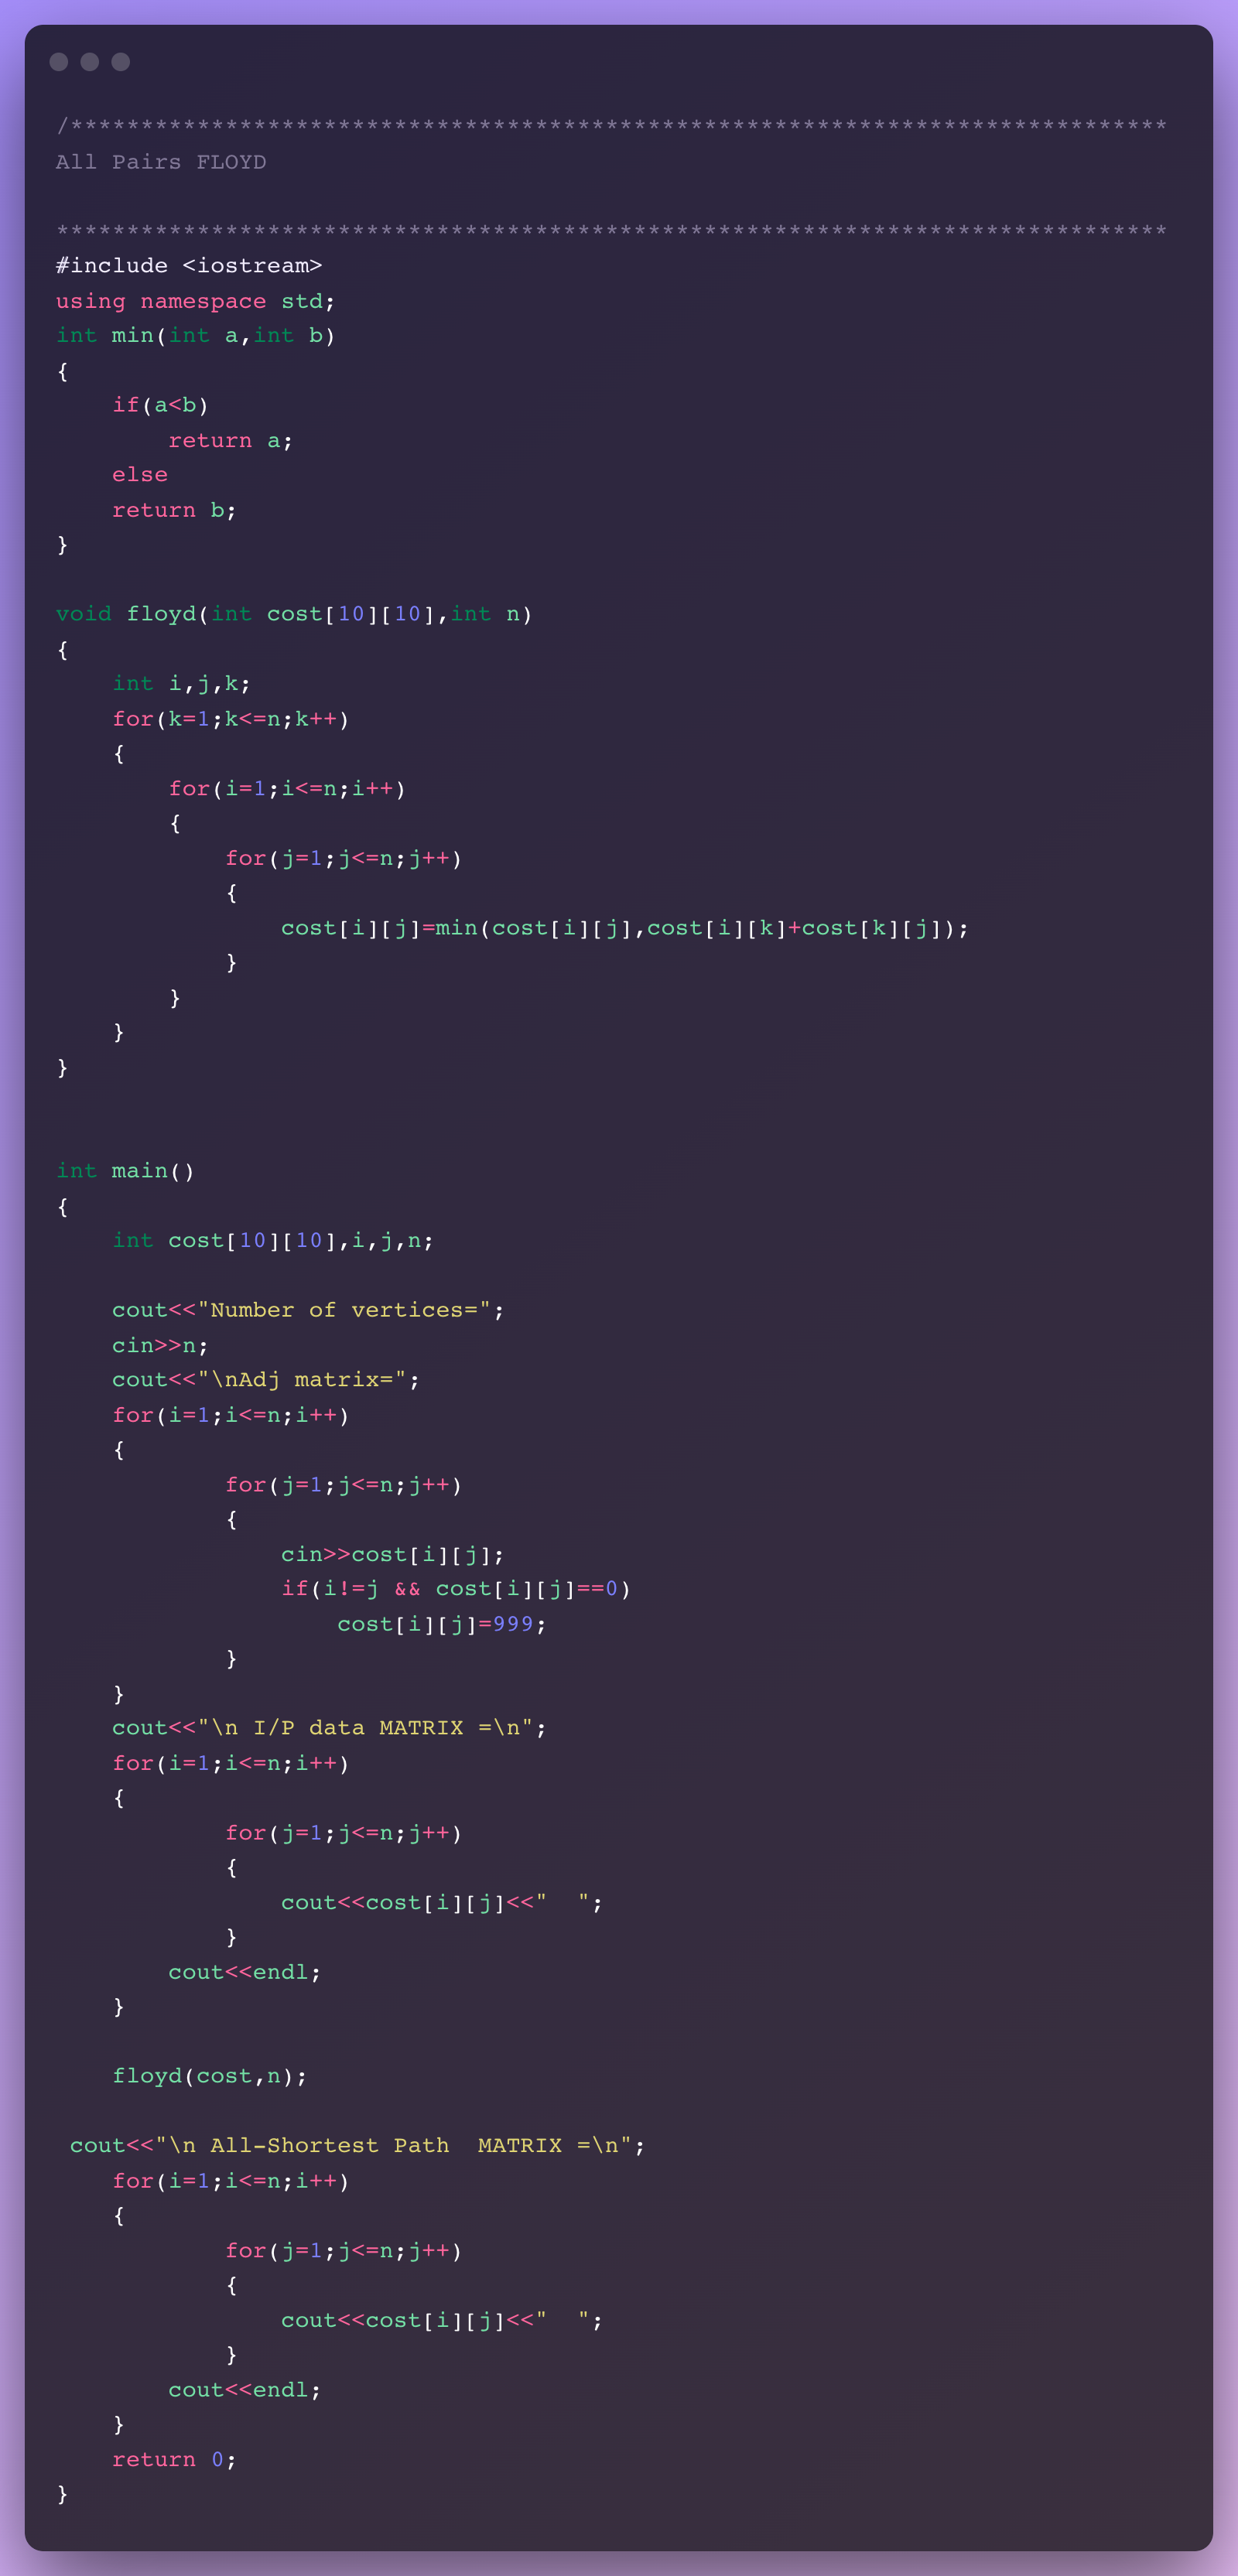 /******************************************************************************
All Pairs FLOYD

*******************************************************************************
#include <iostream>
using namespace std;
int min(int a,int b)
{
    if(a<b)
        return a;
    else
    return b;
}

void floyd(int cost[10][10],int n)
{
    int i,j,k;
    for(k=1;k<=n;k++)
    {
        for(i=1;i<=n;i++)
        {
            for(j=1;j<=n;j++)
            {
                cost[i][j]=min(cost[i][j],cost[i][k]+cost[k][j]);
            }
        }
    }
}


int main()
{
    int cost[10][10],i,j,n;

    cout<<"Number of vertices=";
    cin>>n;
    cout<<"\nAdj matrix=";
    for(i=1;i<=n;i++)
    {
            for(j=1;j<=n;j++)
            {
                cin>>cost[i][j];
                if(i!=j && cost[i][j]==0)
                    cost[i][j]=999;
            }
    }
    cout<<"\n I/P data MATRIX =\n";
    for(i=1;i<=n;i++)
    {
            for(j=1;j<=n;j++)
            {
                cout<<cost[i][j]<<"  ";
            }
        cout<<endl;
    }

    floyd(cost,n);

 cout<<"\n All-Shortest Path  MATRIX =\n";
    for(i=1;i<=n;i++)
    {
            for(j=1;j<=n;j++)
            {
                cout<<cost[i][j]<<"  ";
            }
        cout<<endl;
    }
    return 0;
}